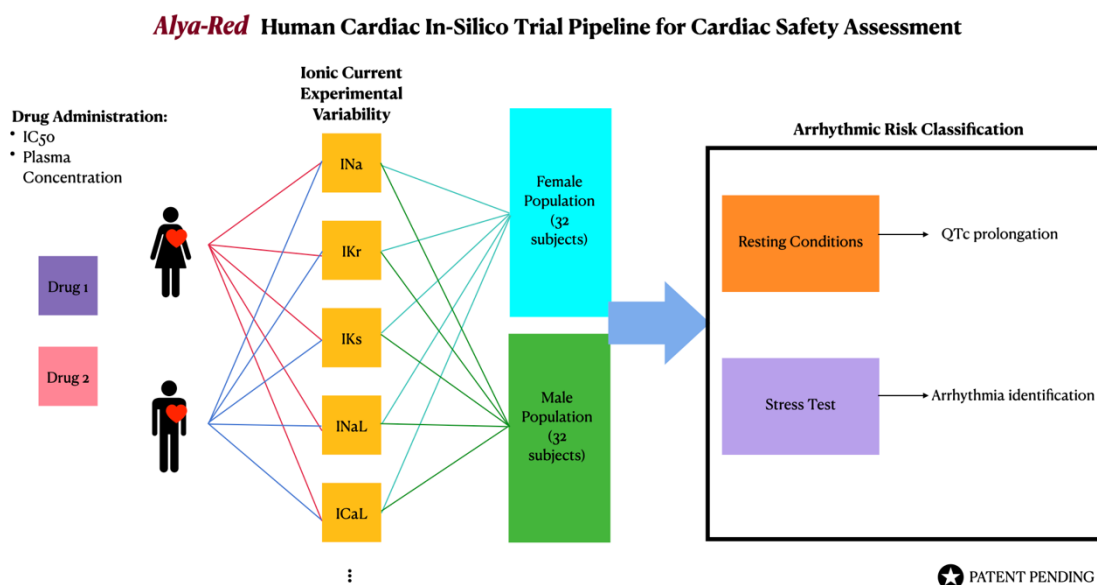 Alya-Red Human Cardiac In-Silico Trial Pipeline for Cardiac Safety Assessment
Drug Administration:
• IC50
• Plasma
Concentration
Drug 1
Drug 2
Ionic Current
Experimental
Variability
INa
IKr
IKs
INaL
ICaL
⋮
Female
Population
(32
subjects)
Male
Population
(32
subjects)
Arrhythmic Risk Classification
Resting Conditions
QTc prolongation
Stress Test
Arrhythmia identification
PATENT PENDING